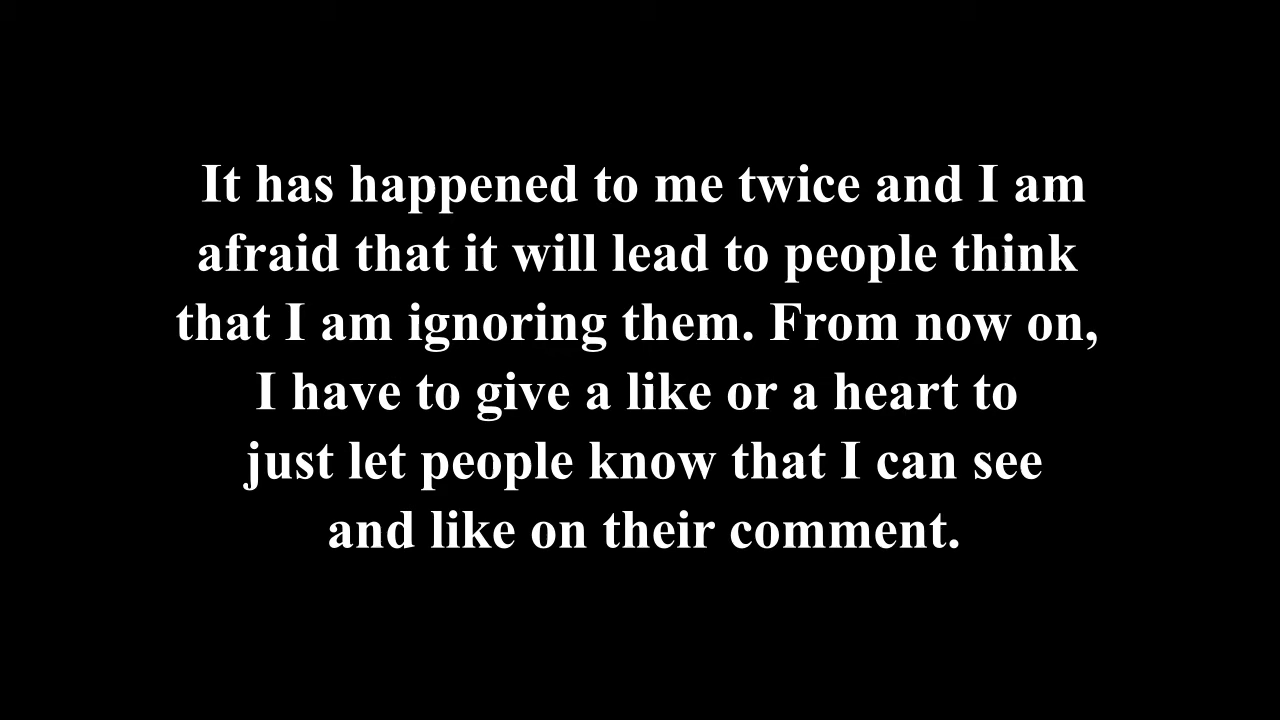 It has happened to me twice and I am
afraid that it will lead to people think
that I am ignoring them. From now on,
I have to give a like or a heart to
just let people know that I can see
and like on their comment.